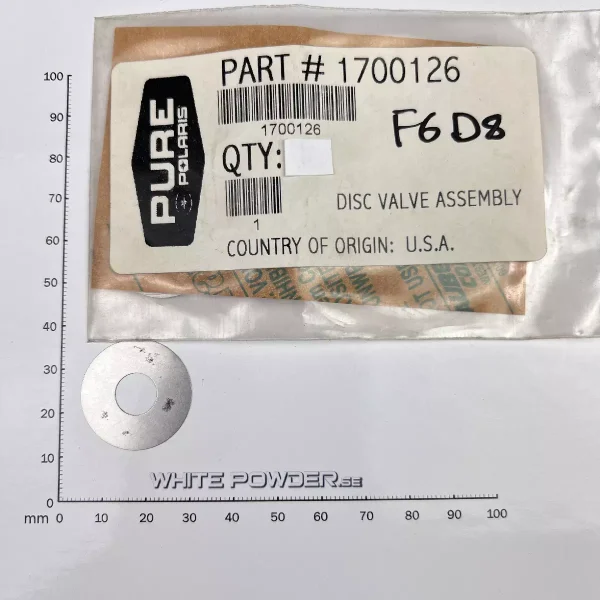 PURE
POLARIS
PART # 1700126
1700126
F6D8
QTY:
1
DISC VALVE ASSEMBLY
COUNTRY OF ORIGIN: U.S.A.
100
90
80
70
60
50
40
30
20
10
0
mm 0 10 20 30 40 50 60 70 80 90 100
WHITE POWDER.SE